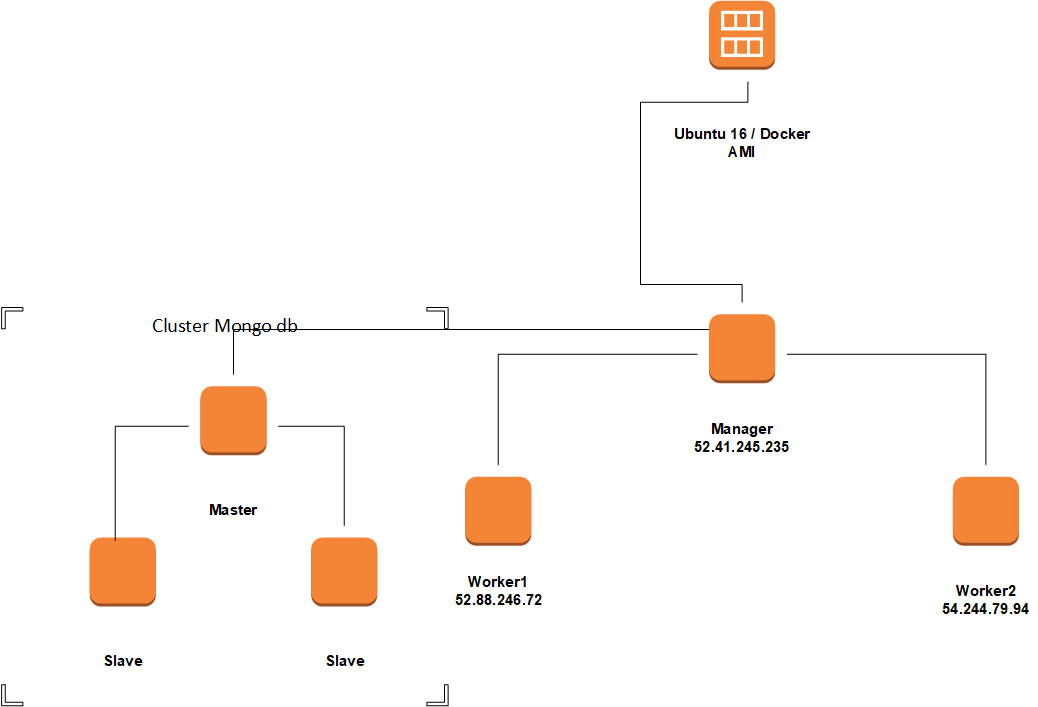 Ubuntu 16 / Docker
AMI
Cluster Mongo db
Manager
52.41.245.235
Master
Worker1
52.88.246.72
Worker2
54.244.79.94
Slave
Slave